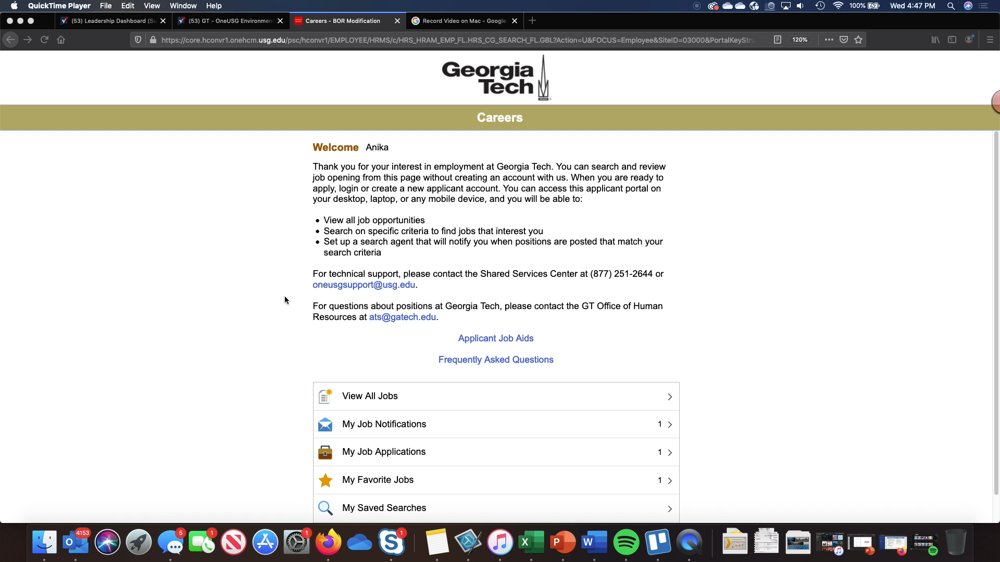 QuickTime Player File Edit View Window Help 100% Wed 4:47 PM
(53) Leadership Dashboard (Su
(53) GT - OneUSG Environment
Careers - BOR Modification
Record Video on Mac - Google
https://core.hconvr1.onehcm.usg.edu/psc/hconvr1/EMPLOYEE/HRMS/c/HRS_HRAM_EMP_FL.HRS_CG_SEARCH_FL.GBL?Action=U&FOCUS=Employee&SiteID=03000&PortalKeyStru 120%
Georgia
Tech
Careers
Welcome Anika
Thank you for your interest in employment at Georgia Tech. You can search and review
job opening from this page without creating an account with us. When you are ready to
apply, login or create a new applicant account. You can access this applicant portal on
your desktop, laptop, or any mobile device, and you will be able to:
• View all job opportunities
• Search on specific criteria to find jobs that interest you
• Set up a search agent that will notify you when positions are posted that match your
search criteria
For technical support, please contact the Shared Services Center at (877) 251-2644 or
oneusgsupport@usg.edu.
For questions about positions at Georgia Tech, please contact the GT Office of Human
Resources at ats@gatech.edu.
Applicant Job Aids
Frequently Asked Questions
View All Jobs
My Job Notifications 1
My Job Applications 1
My Favorite Jobs 1
My Saved Searches
4153 5 1 1 1